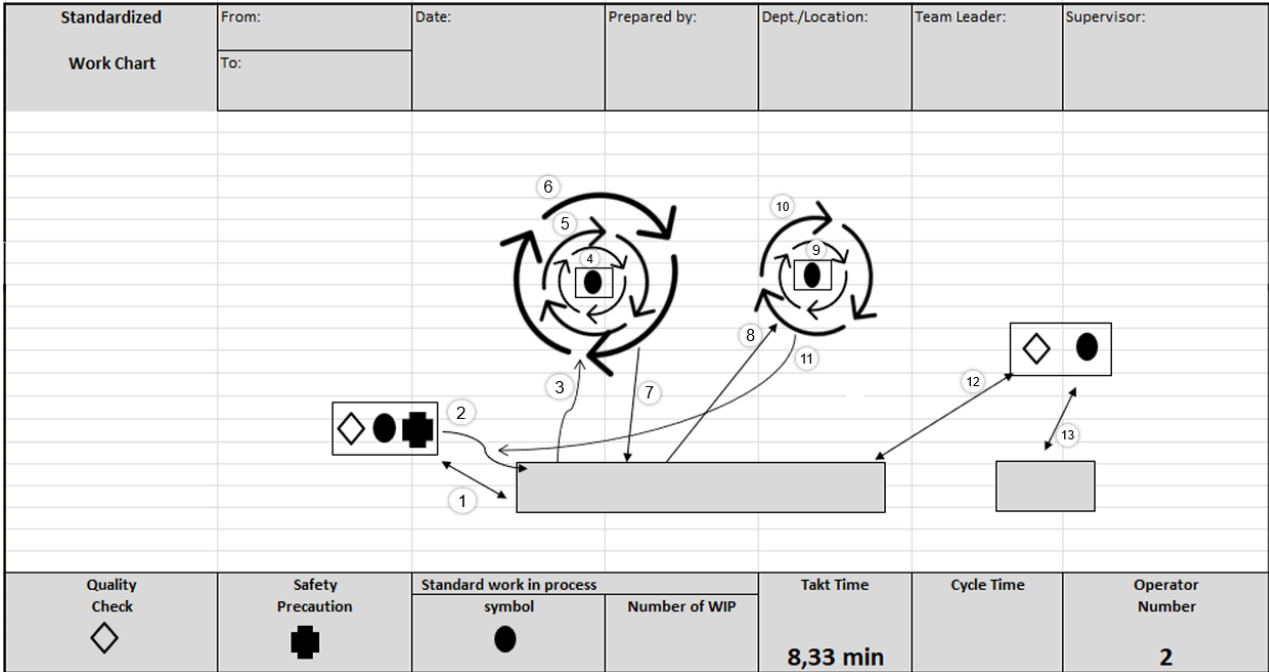 Standardized
Work Chart
From:
To:
Date:
Prepared by:
Dept./Location:
Team Leader:
Supervisor:
6
5
4
10
9
8
11
3
7
12
2
13
1
Quality
Check
Safety
Precaution
Standard work in process
symbol
Number of WIP
Takt Time
8,33 min
Cycle Time
Operator
Number
2